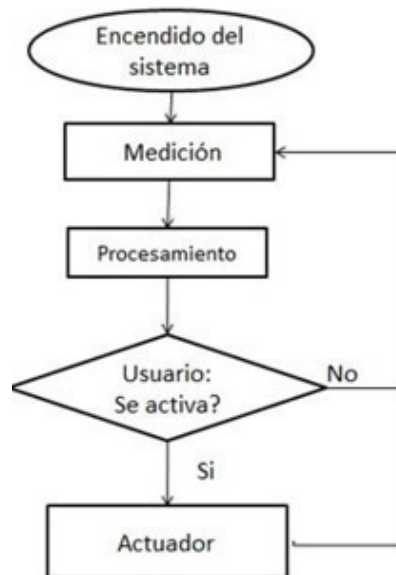 Encendido del
sistema
Medición
Procesamiento
Usuario:
Se activa?
No
Si
Actuador